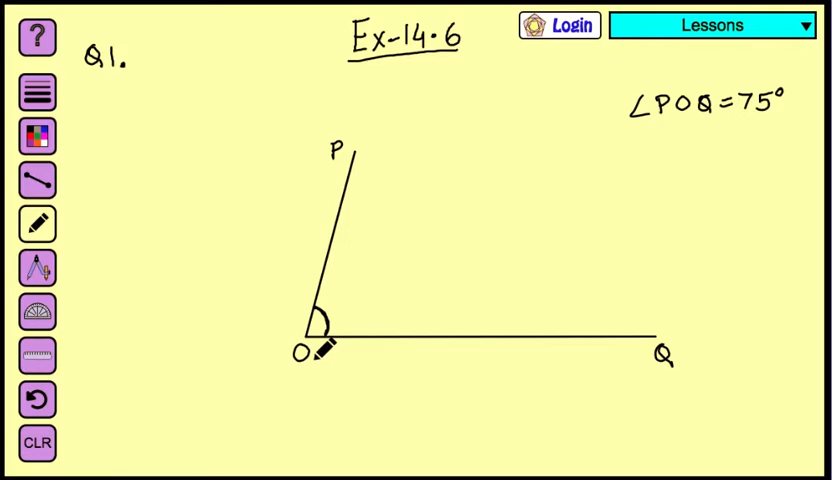 ?
Ex-14.6
Login
Lessons
Q1.
∠POQ=75°
P
O
Q
CLR